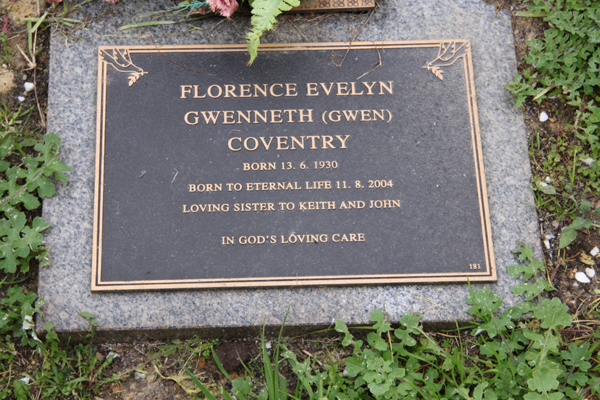 FLORENCE EVELYN
GWENNETH (GWEN)
COVENTRY
BORN 13. 6. 1930
BORN TO ETERNAL LIFE 11. 8. 2004
LOVING SISTER TO KEITH AND JOHN
IN GOD'S LOVING CARE
181